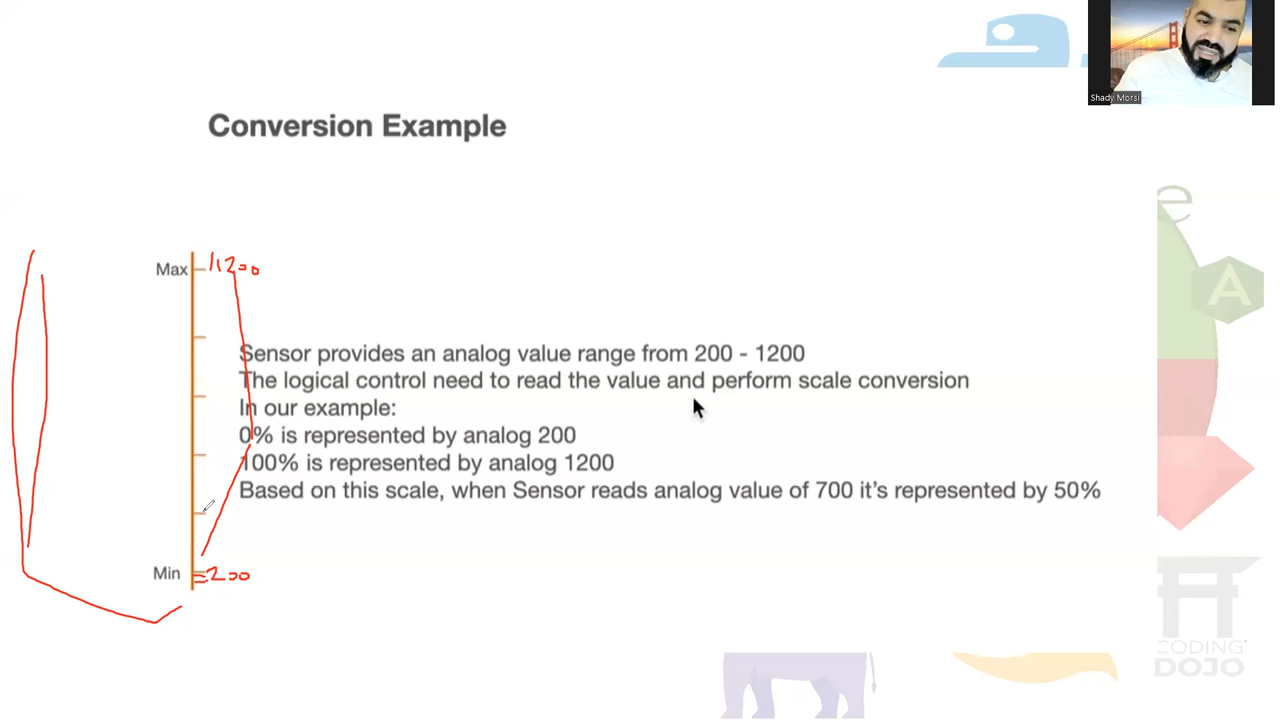 Shady Morsi
Conversion Example
e
Max 1200
Sensor provides an analog value range from 200 - 1200
The logical control need to read the value and perform scale conversion
In our example:
0% is represented by analog 200
100% is represented by analog 1200
Based on this scale, when Sensor reads analog value of 700 it's represented by 50%
Min =200
A
CODING
DOJO